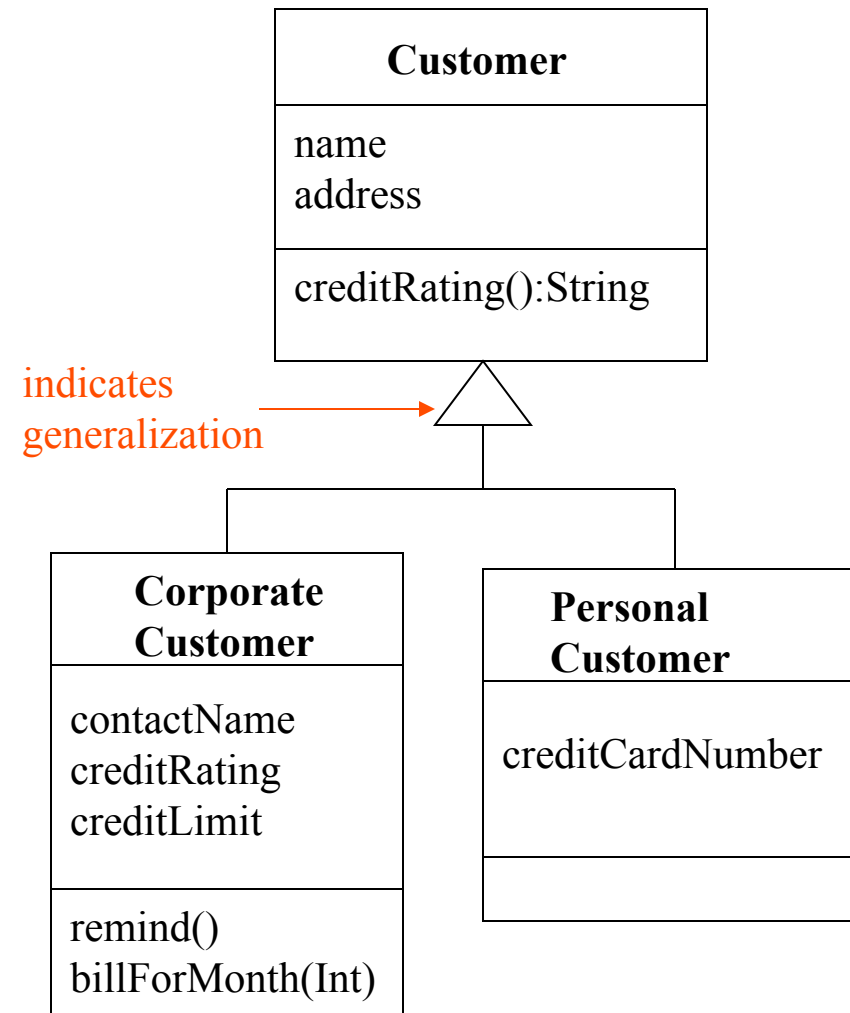 Customer
name
address
creditRating():String
indicates
generalization
Corporate
Customer
contactName
creditRating
creditLimit
remind()
billForMonth(Int)
Personal
Customer
creditCardNumber